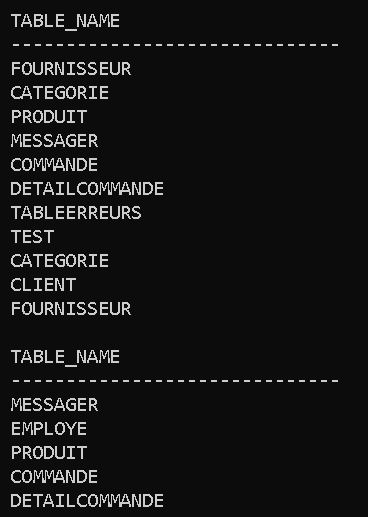 TABLE_NAME
------------------------------
FOURNISSEUR
CATEGORIE
PRODUIT
MESSAGER
COMMANDE
DETAILCOMMANDE
TABLEERREURS
TEST
CATEGORIE
CLIENT
FOURNISSEUR

TABLE_NAME
------------------------------
MESSAGER
EMPLOYE
PRODUIT
COMMANDE
DETAILCOMMANDE